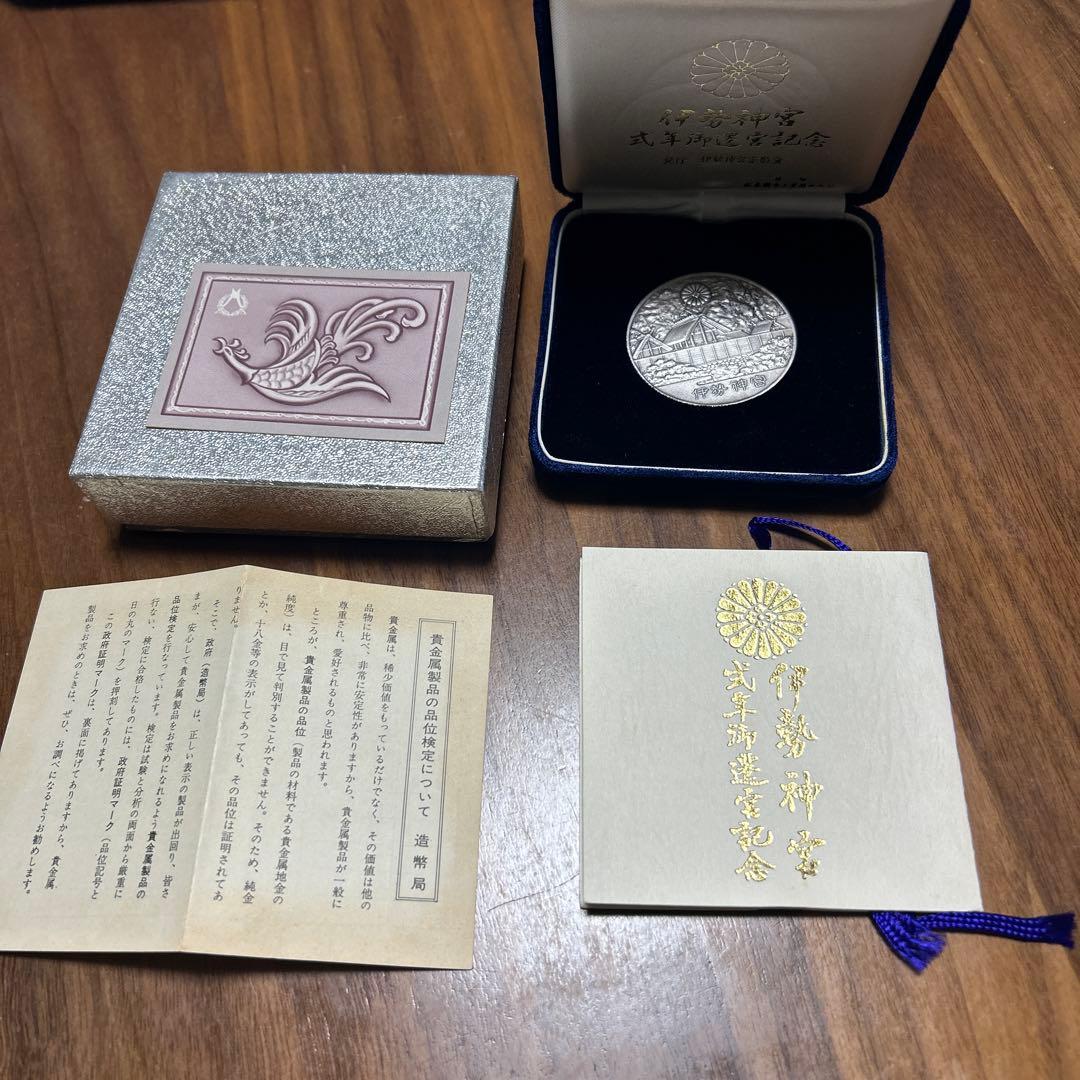 伊勢神宮
式年御遷宮記念
伊勢神宮
貴金属製品の品位検定について　造幣局
貴金属は、稀少価値をもっているだけでなく、その価値は他の
品物に比べ、非常に安定性がありますから、貴金属製品が一般に
尊重され、愛好されるものと思われます。
ところが、貴金属製品の品位（製品の材料である貴金属地金の
純度）は、目で見て判別することができません。そのため、純金
とか、十八金等の表示がしてあっても、その品位は証明されてあ
りません。
そこで、政府（造幣局）は、正しい表示の製品が出回り、皆さ
まが、安心して貴金属製品をお求めになれるよう貴金属製品の
品位検定を行なっています。検定は試験と分析の両面から厳重に
行ない、検定に合格したものには、政府証明マーク（品位記号と
日の丸のマーク）を押刻してあります。
この政府証明マークは、裏面に掲げてありますから、貴金属
製品をお求めのときは、ぜひ、お調べになるようお勧めします。
伊勢神宮
式年御遷宮記念